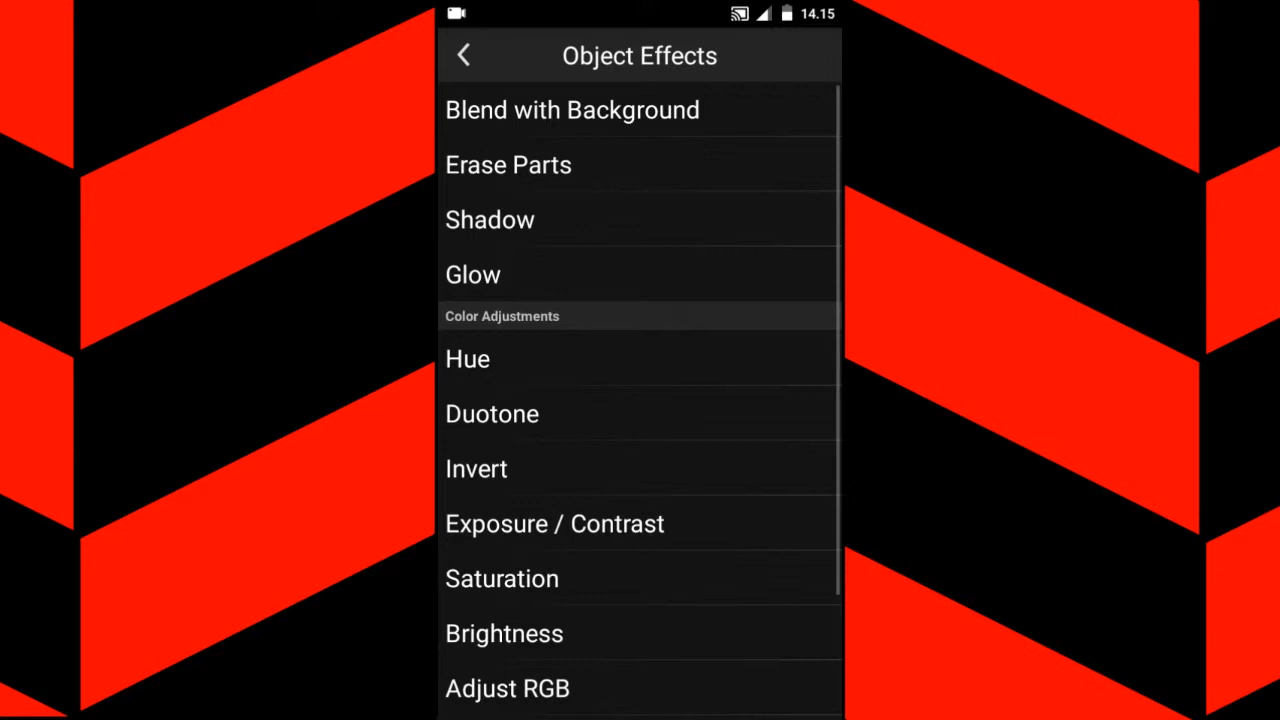 14.15
Object Effects
Blend with Background
Erase Parts
Shadow
Glow
Color Adjustments
Hue
Duotone
Invert
Exposure / Contrast
Saturation
Brightness
Adjust RGB